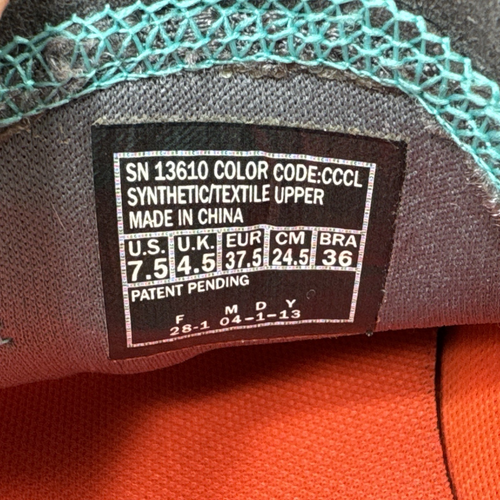 SN 13610 COLOR CODE:CCCL
SYNTHETIC/TEXTILE UPPER
MADE IN CHINA
U.S. U.K. EUR CM BRA
7.5 4.5 37.5 24.5 36
PATENT PENDING
F M D Y
28-1 04-1-13